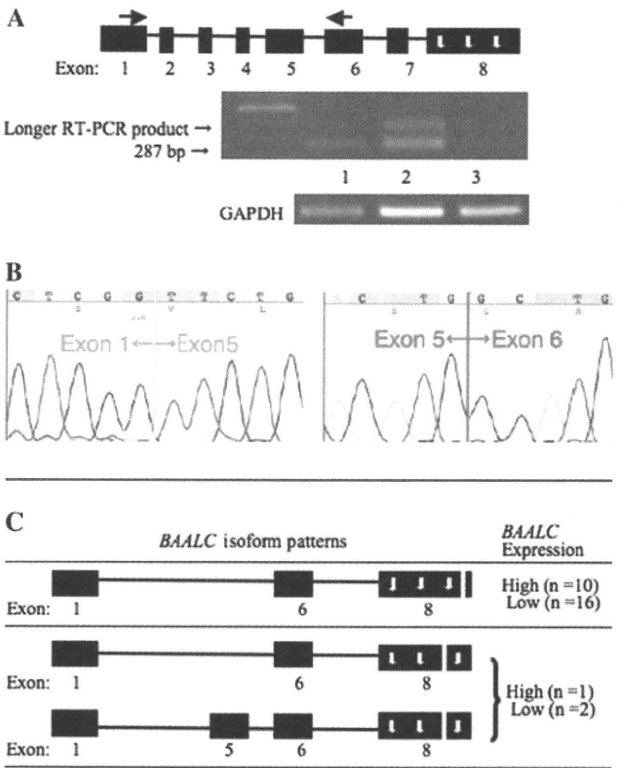 A
Exon: 1 2 3 4 5 6 7 8
Longer RT-PCR product →
287 bp →
1 2 3
GAPDH
B
C T C G G T T C T G
Exon 1←→Exon5
C T G G C T G
Exon 5←→Exon 6
C
BAALC isoform patterns
BAALC
Expression
Exon: 1 6 8
High (n =10)
Low (n =16)
Exon: 1 6 8
High (n =1)
Low (n =2)
Exon: 1 5 6 8